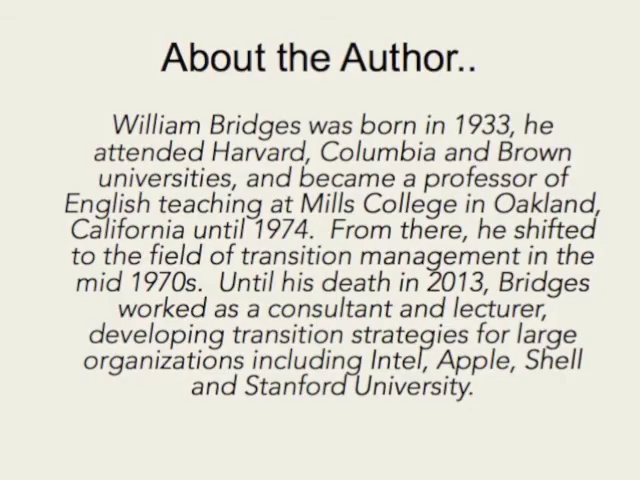 About the Author..
William Bridges was born in 1933, he
attended Harvard, Columbia and Brown
universities, and became a professor of
English teaching at Mills College in Oakland,
California until 1974.  From there, he shifted
to the field of transition management in the
mid 1970s.  Until his death in 2013, Bridges
worked as a consultant and lecturer,
developing transition strategies for large
organizations including Intel, Apple, Shell
and Stanford University.